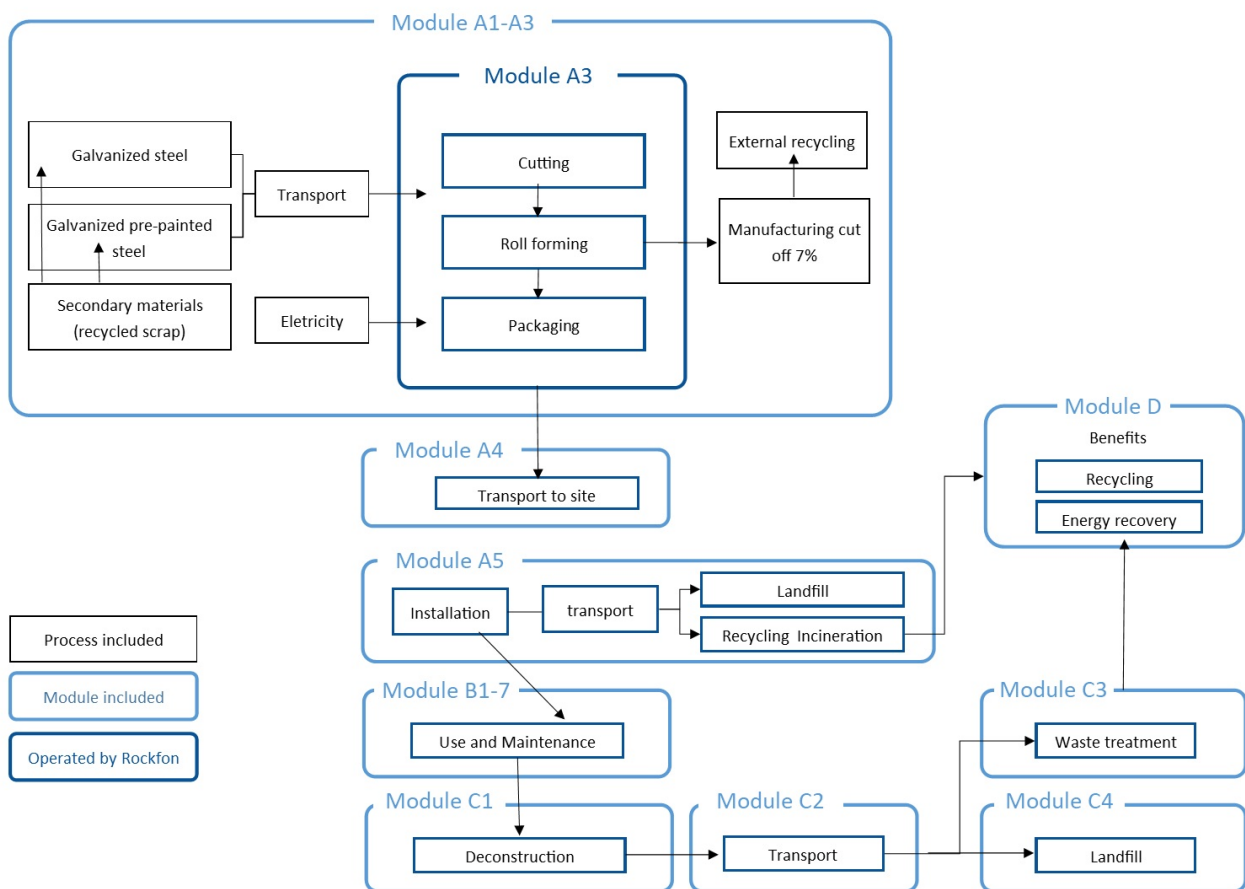 Module A1-A3
Module A3
Galvanized steel
Galvanized pre-painted
steel
Secondary materials
(recycled scrap)
Transport
Eletricity
Cutting
Roll forming
Packaging
External recycling
Manufacturing cut
off 7%
Module A4
Transport to site
Module D
Benefits
Recycling
Energy recovery
Module A5
Installation
transport
Landfill
Recycling Incineration
Process included
Module included
Operated by Rockfon
Module B1-7
Use and Maintenance
Module C3
Waste treatment
Module C1
Deconstruction
Module C2
Transport
Module C4
Landfill